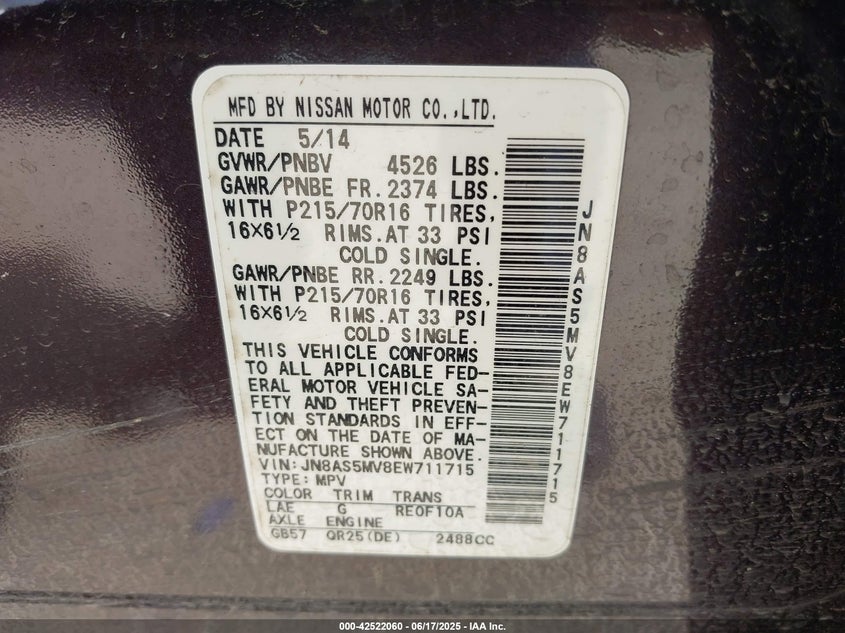 MFD BY NISSAN MOTOR CO.,LTD.
DATE 5/14
GVWR/PNBV 4526 LBS.
GAWR/PNBE FR.2374 LBS.
WITH P215/70R16 TIRES,
16X6½ RIMS.AT 33 PSI
COLD SINGLE.
GAWR/PNBE RR.2249 LBS.
WITH P215/70R16 TIRES,
16X6½ RIMS.AT 33 PSI
COLD SINGLE.
THIS VEHICLE CONFORMS
TO ALL APPLICABLE FED-
ERAL MOTOR VEHICLE SA-
FETY AND THEFT PREVEN-
TION STANDARDS IN EFF-
ECT ON THE DATE OF MA-
NUFACTURE SHOWN ABOVE.
VIN: JN8AS5MV8EW711715
TYPE: MPV
COLOR TRIM TRANS
LAE G RE0F10A
AXLE ENGINE
GB57 QR25(DE) 2488CC
JN8AS5MV8EW711715
000-42522060 - 06/17/2025 - IAA Inc.